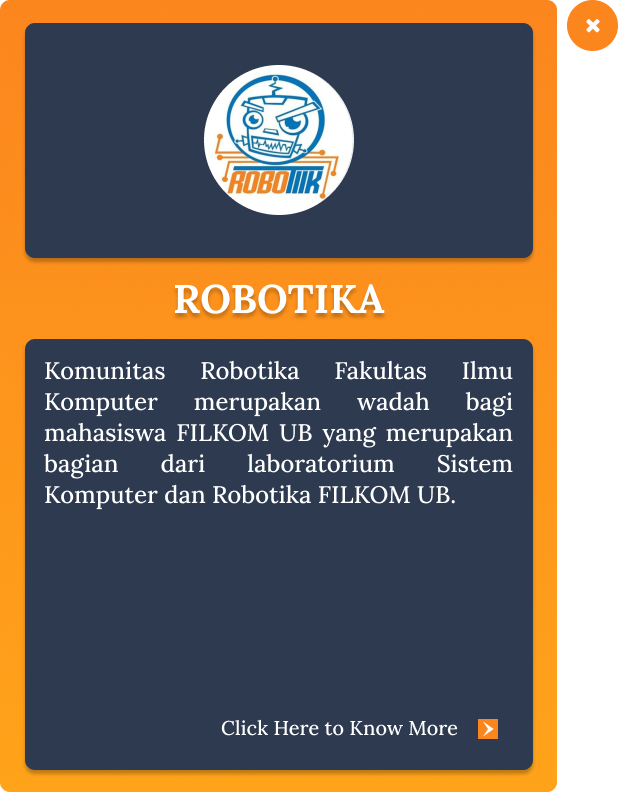 ROBOTIIK
ROBOTIKA
Komunitas Robotika Fakultas Ilmu
Komputer merupakan wadah bagi
mahasiswa FILKOM UB yang merupakan
bagian dari laboratorium Sistem
Komputer dan Robotika FILKOM UB.
Click Here to Know More